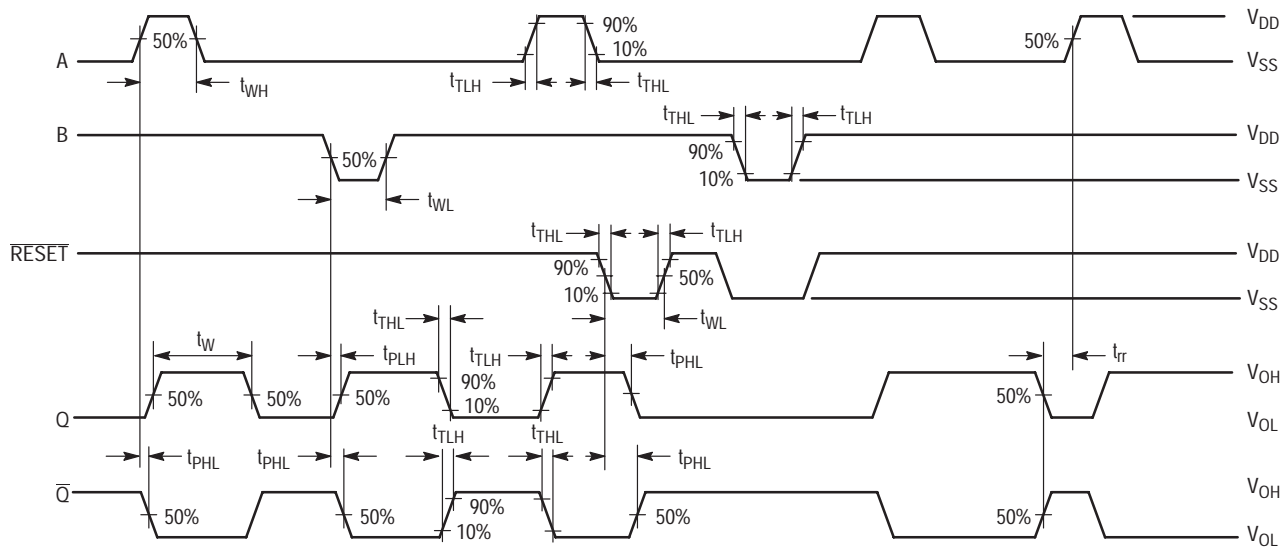 V_DD
90%
50%
10%
50%
A
V_SS
t_TLH
t_THL
t_WH
t_THL
t_TLH
B
V_DD
50%
90%
10%
V_SS
t_WL
t_THL
t_TLH
RESET
V_DD
90%
50%
10%
V_SS
t_THL
t_WL
t_W
t_PLH
t_TLH
t_PHL
t_rr
V_OH
50%
50%
50%
90%
10%
50%
Q
V_OL
t_TLH
t_THL
t_PHL
t_PHL
t_PHL
Q
V_OH
90%
50%
50%
10%
50%
50%
V_OL